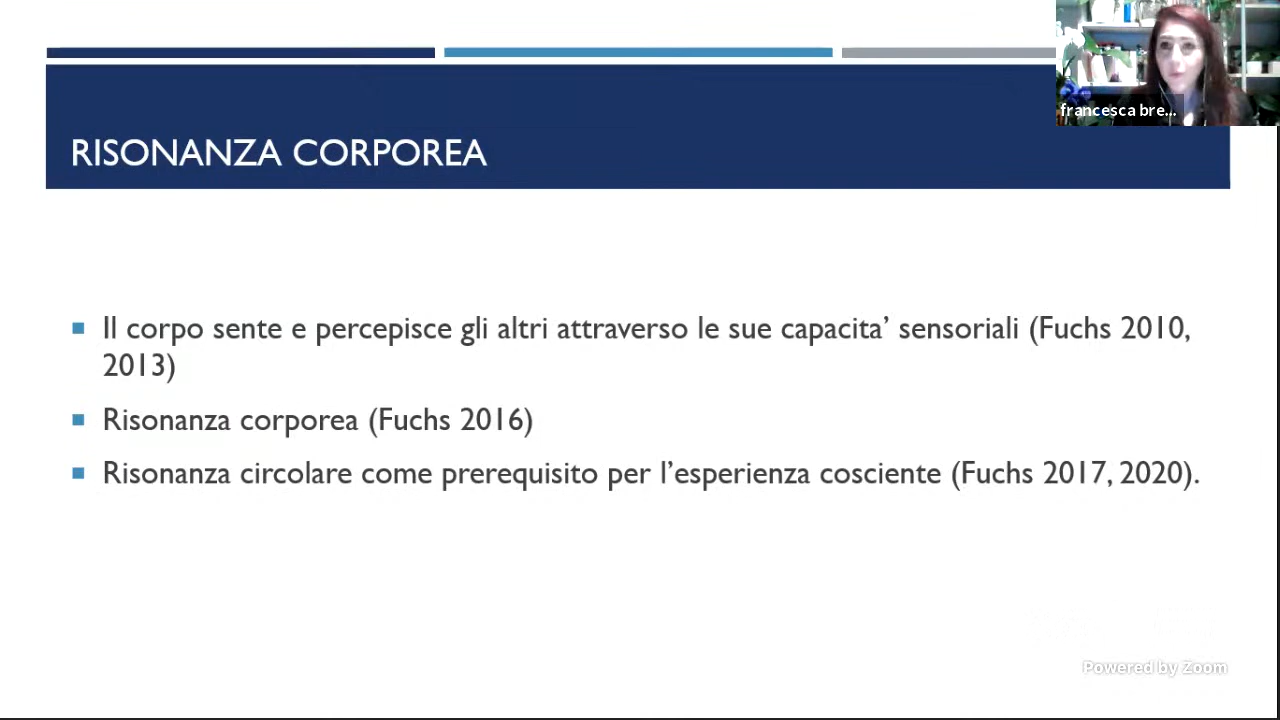 francesca bre...
RISONANZA CORPOREA
Il corpo sente e percepisce gli altri attraverso le sue capacita’ sensoriali (Fuchs 2010,
2013)
Risonanza corporea (Fuchs 2016)
Risonanza circolare come prerequisito per l’esperienza cosciente (Fuchs 2017, 2020).
Powered by Zoom